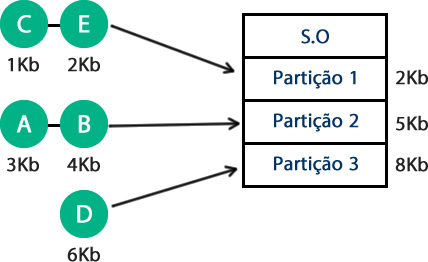 C E S.O
1Kb 2Kb Partição 1 2Kb
A B Partição 2 5Kb
3Kb 4Kb Partição 3 8Kb
D
6Kb